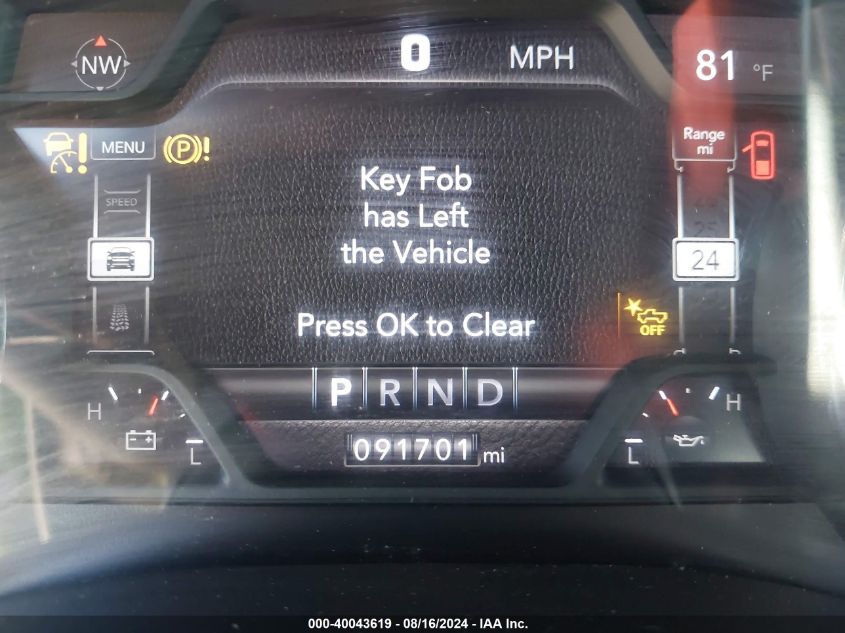 NW
0 MPH
81 °F
MENU
Range
mi
SPEED
Key Fob
has Left
the Vehicle
Press OK to Clear
25
24
OFF
P R N D
H
L
H
L
091701 mi
000-40043619 - 08/16/2024 - IAA Inc.